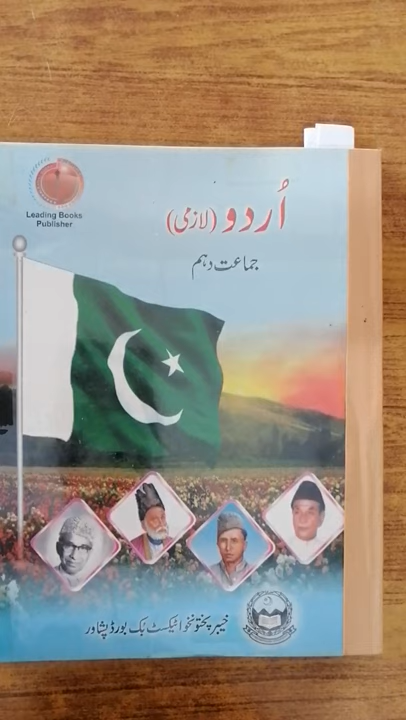 Leading Books
Publisher
اُردو (لازمی)
جماعت دہم
خیبر پختونخوا ٹیکسٹ بک بورڈ پشاور